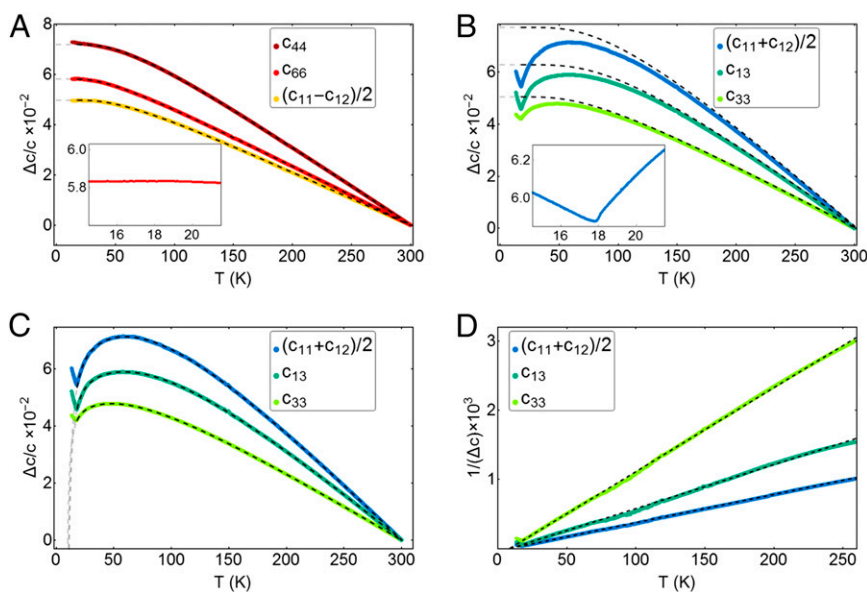 A
Δc/c ×10⁻²
8
6
4
2
0
c₄₄
c₆₆
(c₁₁−c₁₂)/2
6.0
5.8
16 18 20
0 50 100 150 200 250 300
T (K)
B
Δc/c ×10⁻²
6
4
2
0
(c₁₁+c₁₂)/2
c₁₃
c₃₃
6.2
6.0
16 18 20
0 50 100 150 200 250 300
T (K)
C
Δc/c ×10⁻²
6
4
2
0
(c₁₁+c₁₂)/2
c₁₃
c₃₃
0 50 100 150 200 250 300
T (K)
D
1/(Δc) ×10³
3
2
1
(c₁₁+c₁₂)/2
c₁₃
c₃₃
0 50 100 150 200 250
T (K)